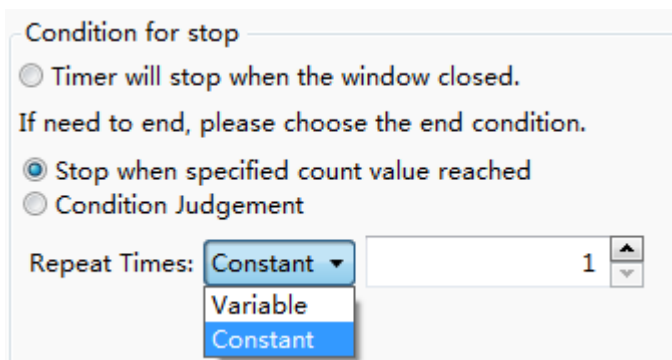 Condition for stop
Timer will stop when the window closed.
If need to end, please choose the end condition.
Stop when specified count value reached
Condition Judgement
Repeat Times: Constant 1
Variable
Constant